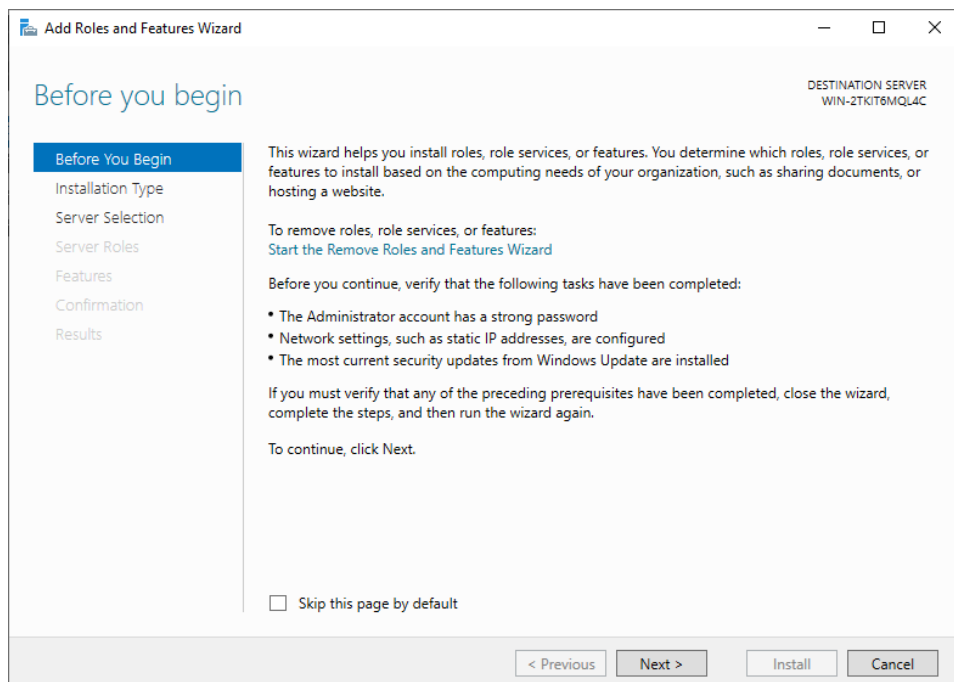 Add Roles and Features Wizard
Before you begin
DESTINATION SERVER
WIN-2TKIT6MQL4C
Before You Begin
Installation Type
Server Selection
Server Roles
Features
Confirmation
Results
This wizard helps you install roles, role services, or features. You determine which roles, role services, or
features to install based on the computing needs of your organization, such as sharing documents, or
hosting a website.
To remove roles, role services, or features:
Start the Remove Roles and Features Wizard
Before you continue, verify that the following tasks have been completed:
• The Administrator account has a strong password
• Network settings, such as static IP addresses, are configured
• The most current security updates from Windows Update are installed
If you must verify that any of the preceding prerequisites have been completed, close the wizard,
complete the steps, and then run the wizard again.
To continue, click Next.
Skip this page by default
< Previous
Next >
Install
Cancel